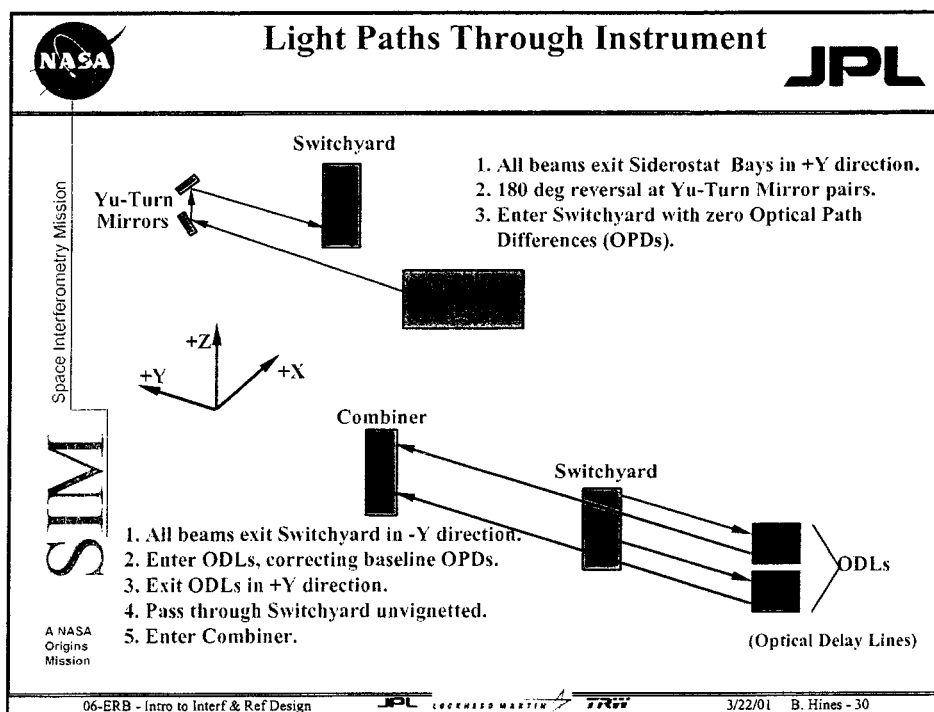 Light Paths Through Instrument
NASA
JPL
Space Interferometry Mission
SIM
A NASA
Origins
Mission
Switchyard
Yu-Turn
Mirrors
1. All beams exit Siderostat Bays in +Y direction.
2. 180 deg reversal at Yu-Turn Mirror pairs.
3. Enter Switchyard with zero Optical Path
Differences (OPDs).
+Z
+Y
+X
Combiner
Switchyard
ODLs
(Optical Delay Lines)
1. All beams exit Switchyard in -Y direction.
2. Enter ODLs, correcting baseline OPDs.
3. Exit ODLs in +Y direction.
4. Pass through Switchyard unvignetted.
5. Enter Combiner.
06-ERB - Intro to Interf & Ref Design
JPL
LOCKHEED MARTIN
TRW
3/22/01 B. Hines - 30